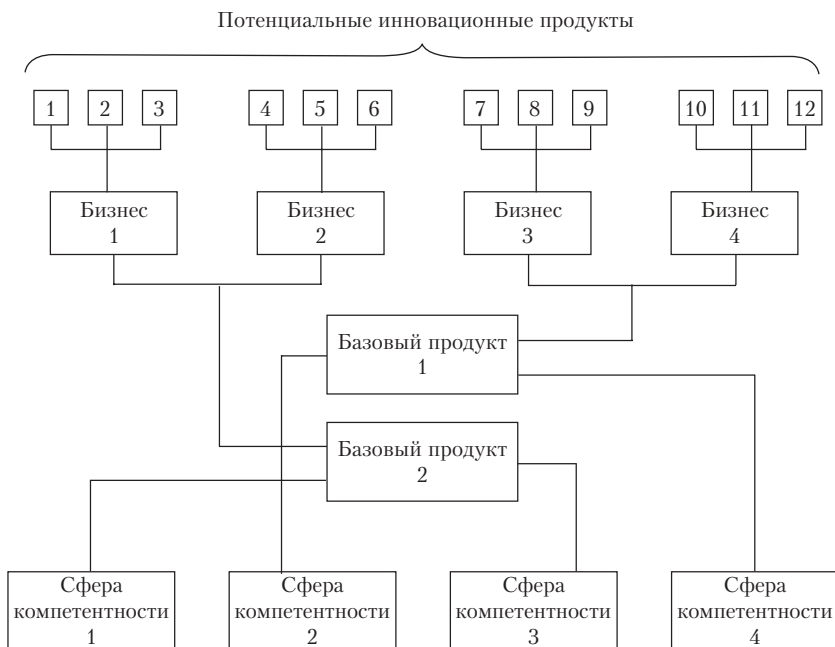 Потенциальные инновационные продукты
1 2 3 4 5 6 7 8 9 10 11 12
Бизнес
1
Бизнес
2
Бизнес
3
Бизнес
4
Базовый продукт
1
Базовый продукт
2
Сфера
компетентности
1
Сфера
компетентности
2
Сфера
компетентности
3
Сфера
компетентности
4